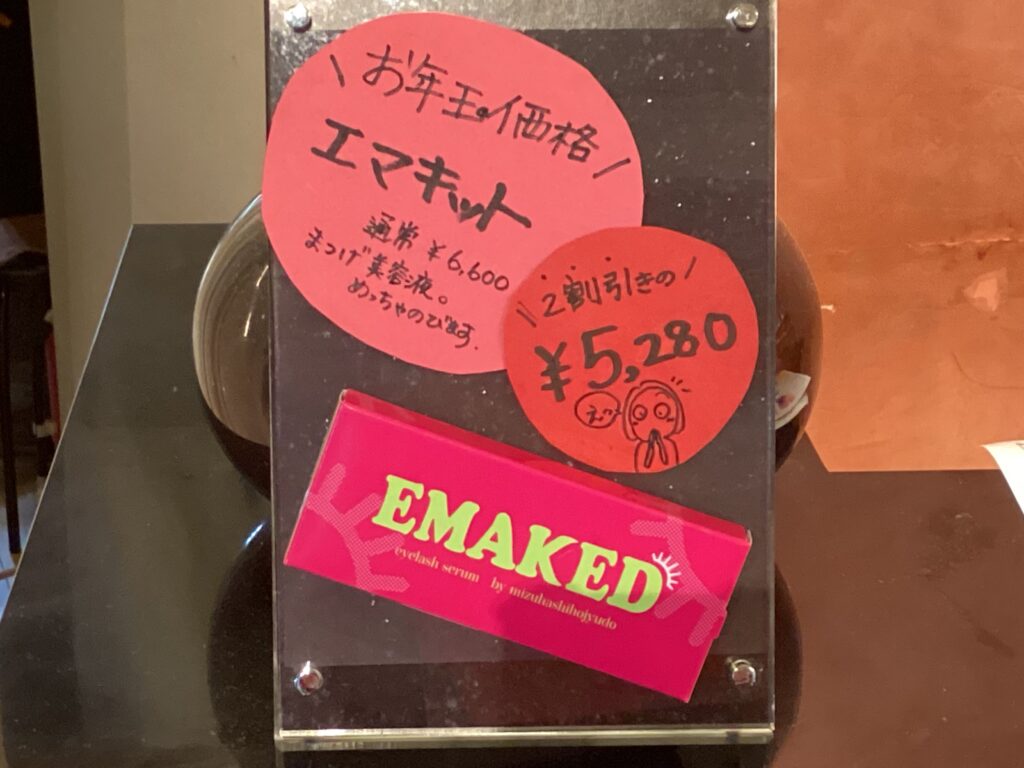 お年玉価格
エマキット
通常 ¥6,600
まつげ美容液。
めっちゃのびます.
2割引きの
¥5,280
EMAKED
eyelash serum by mizuhashihojyudo